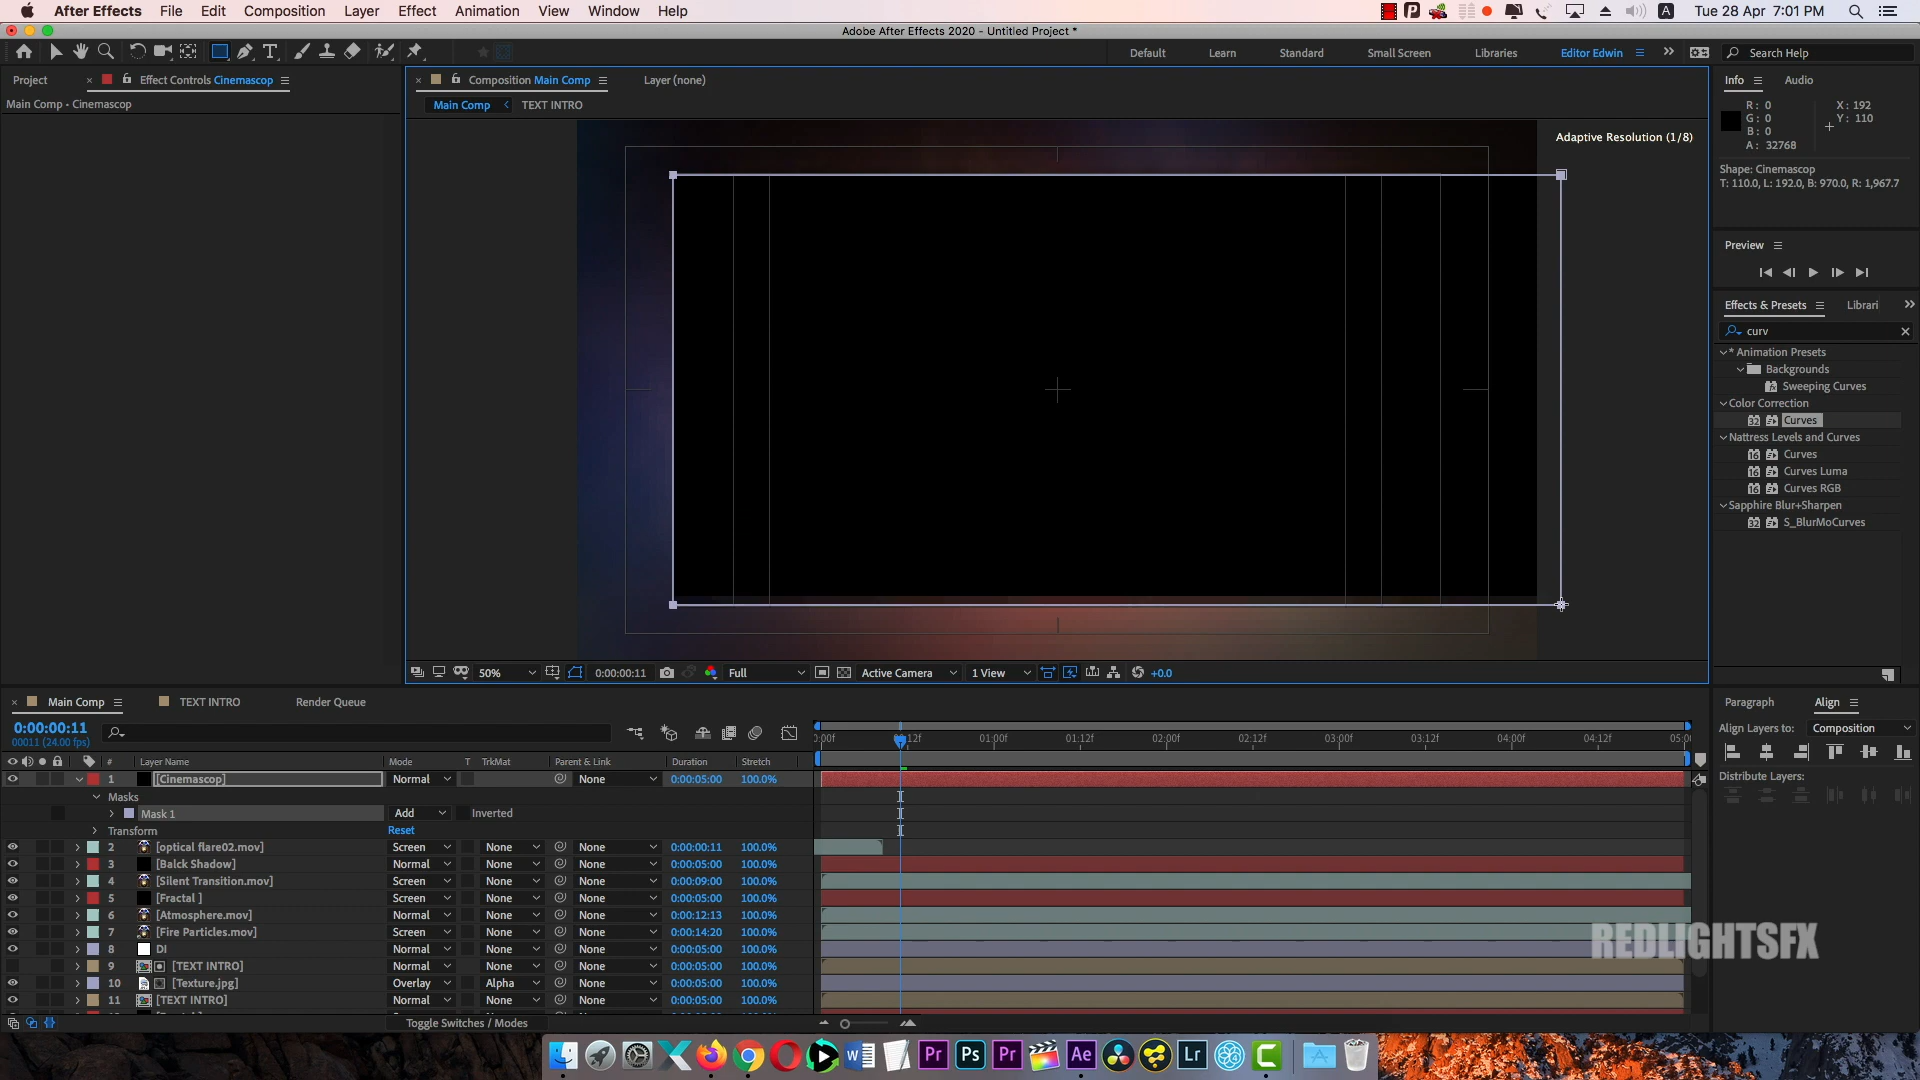 After Effects File Edit Composition Layer Effect Animation View Window Help
Tue 28 Apr 7:01 PM
Adobe After Effects 2020 - Untitled Project *
Default Learn Standard Small Screen Libraries Editor Edwin
Search Help
Project Effect Controls Cinemascop
Main Comp • Cinemascop
Composition Main Comp Layer (none)
Main Comp TEXT INTRO
Adaptive Resolution (1/8)
Info Audio
R: 0
G: 0
B: 0
A: 32768
X: 192
Y: 110
Shape: Cinemascop
T: 110.0, L: 192.0, B: 970.0, R: 1,967.7
Preview
Effects & Presets Librari
curv
* Animation Presets
Backgrounds
Sweeping Curves
Color Correction
32 Curves
Nattress Levels and Curves
16 Curves
16 Curves Luma
16 Curves RGB
Sapphire Blur+Sharpen
32 S_BlurMoCurves
50% 0:00:00:11 Full Active Camera 1 View +0.0
Main Comp TEXT INTRO Render Queue
0:00:00:11
00011 (24.00 fps)
:00f 12f 01:00f 01:12f 02:00f 02:12f 03:00f 03:12f 04:00f 04:12f 05:0
# Layer Name Mode T TrkMat Parent & Link Duration Stretch
1 [Cinemascop] Normal None 0:00:05:00 100.0%
Masks
Mask 1 Add Inverted
Transform Reset
2 [optical flare02.mov] Screen None None 0:00:00:11 100.0%
3 [Balck Shadow] Normal None None 0:00:05:00 100.0%
4 [Silent Transition.mov] Screen None None 0:00:09:00 100.0%
5 [Fractal ] Screen None None 0:00:05:00 100.0%
6 [Atmosphere.mov] Normal None None 0:00:12:13 100.0%
7 [Fire Particles.mov] Screen None None 0:00:14:20 100.0%
8 DI Normal None None 0:00:05:00 100.0%
9 [TEXT INTRO] Normal None None 0:00:05:00 100.0%
10 [Texture.jpg] Overlay Alpha None 0:00:05:00 100.0%
11 [TEXT INTRO] Normal None None 0:00:05:00 100.0%
Toggle Switches / Modes
Paragraph Align
Align Layers to: Composition
Distribute Layers:
REDLIGHTSFX
W Pr Ps Pr Ae Lr C